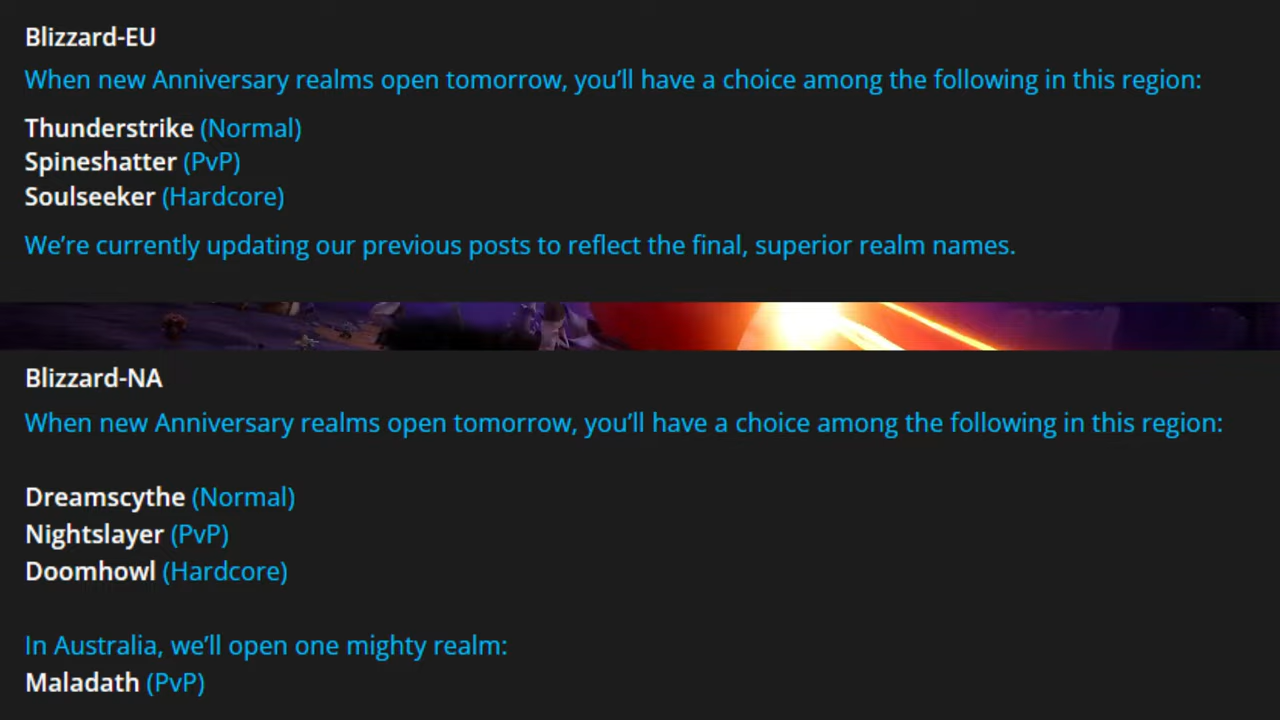 Blizzard-EU
When new Anniversary realms open tomorrow, you’ll have a choice among the following in this region:
Thunderstrike (Normal)
Spineshatter (PvP)
Soulseeker (Hardcore)
We’re currently updating our previous posts to reflect the final, superior realm names.
Blizzard-NA
When new Anniversary realms open tomorrow, you’ll have a choice among the following in this region:
Dreamscythe (Normal)
Nightslayer (PvP)
Doomhowl (Hardcore)
In Australia, we’ll open one mighty realm:
Maladath (PvP)